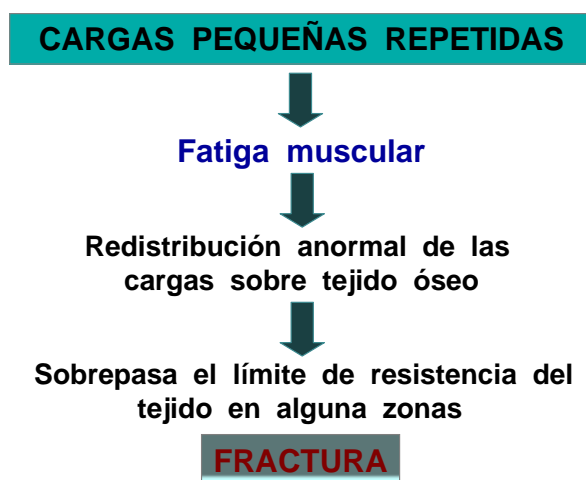 CARGAS PEQUEÑAS REPETIDAS
Fatiga muscular
Redistribución anormal de las
cargas sobre tejido óseo
Sobrepasa el límite de resistencia del
tejido en alguna zonas
FRACTURA